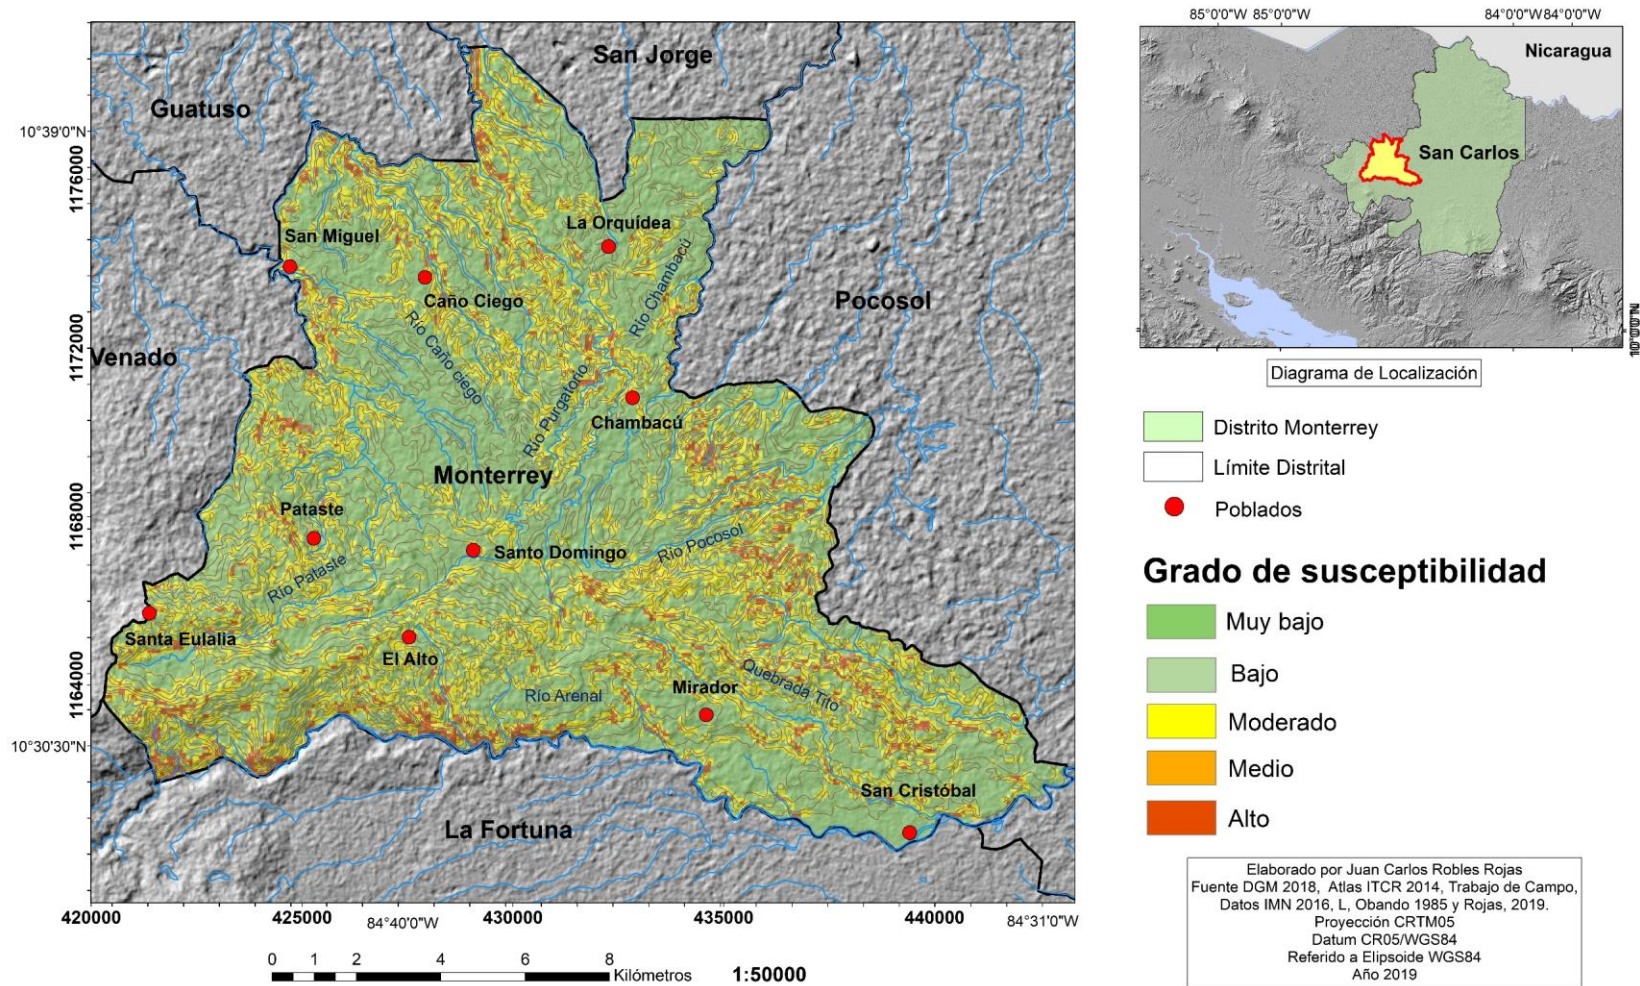 San Jorge
Guatuso
10°39'0"N
1176000
San Miguel
La Orquídea
Caño Ciego
Río Chambacú
Pocosol
1172000
Venado
Río Caño ciego
Río Purgatorio
Chambacú
Monterrey
1168000
Pataste
Santo Domingo
Río Pocosol
Río Pataste
Santa Eulalia
El Alto
1164000
Mirador
Quebrada Tito
Río Arenal
10°30'30"N
San Cristóbal
La Fortuna
420000
425000
84°40'0"W
430000
435000
84°31'0"W
440000
0 1 2 4 6 8 Kilómetros
1:50000
85°0'0"W 85°0'0"W
84°0'0"W 84°0'0"W
Nicaragua
San Carlos
Diagrama de Localización
Distrito Monterrey
Límite Distrital
Poblados
Grado de susceptibilidad
Muy bajo
Bajo
Moderado
Medio
Alto
Elaborado por Juan Carlos Robles Rojas
Fuente DGM 2018, Atlas ITCR 2014, Trabajo de Campo,
Datos IMN 2016, L, Obando 1985 y Rojas, 2019.
Proyección CRTM05
Datum CR05/WGS84
Referido a Elipsoide WGS84
Año 2019